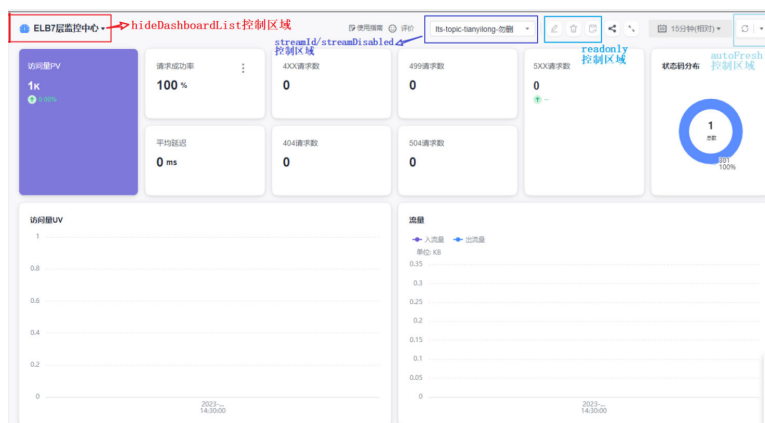 ELB7层监控中心
hideDashboardList控制区域
使用指南
评价
lts-topic-tianyilong-勿删
15分钟(相对)
streamId/streamDisabled
控制区域
readonly
控制区域
autoFresh
控制区域
访问量PV
1K
0.00%
请求成功率
100 %
4XX请求数
0
499请求数
0
5XX请求数
0
--
状态码分布
1
总数
301
100%
平均延迟
0 ms
404请求数
0
504请求数
0
访问量UV
1
0.8
0.6
0.4
0.2
0
2023-...
14:30:00
流量
入流量
出流量
单位: KB
0.35
0.3
0.25
0.2
0.15
0.1
0.05
0
2023-...
14:30:00